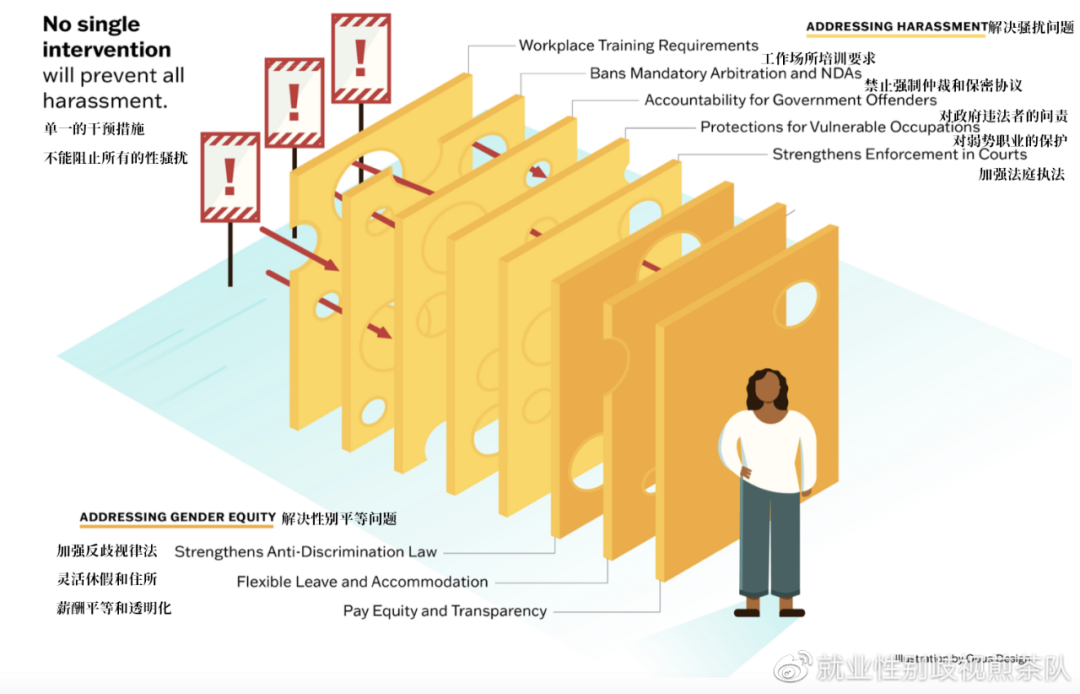 No single
intervention
will prevent all
harassment.
单一的干预措施
不能阻止所有的性骚扰
ADDRESSING HARASSMENT解决骚扰问题
Workplace Training Requirements
工作场所培训要求
Bans Mandatory Arbitration and NDAs
禁止强制仲裁和保密协议
Accountability for Government Offenders
对政府违法者的问责
Protections for Vulnerable Occupations
对弱势职业的保护
Strengthens Enforcement in Courts
加强法庭执法
!
!
!
ADDRESSING GENDER EQUITY 解决性别平等问题
加强反歧视律法 Strengthens Anti-Discrimination Law
灵活休假和住所 Flexible Leave and Accommodation
薪酬平等和透明化 Pay Equity and Transparency
Illustration by Opus Design
就业性别歧视煎茶队